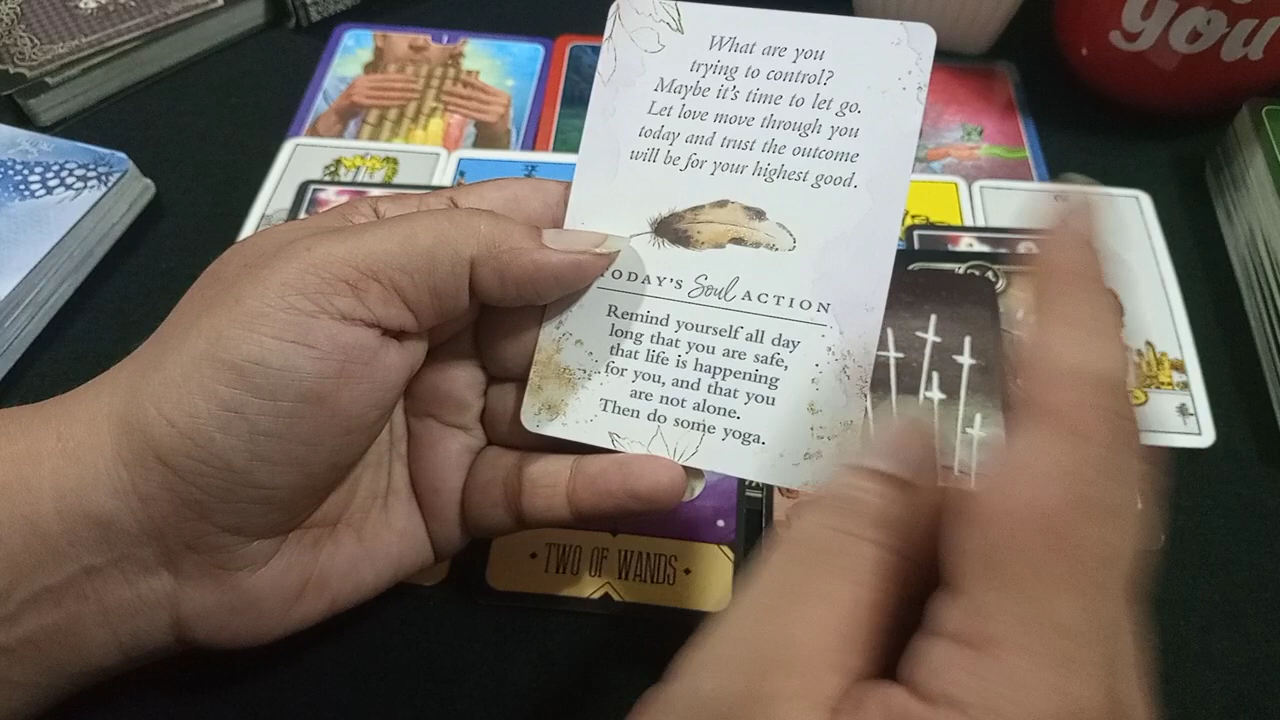 you
What are you
trying to control?
Maybe it's time to let go.
Let love move through you
today and trust the outcome
will be for your highest good.
TODAY'S Soul ACTION
Remind yourself all day
long that you are safe,
that life is happening
for you, and that you
are not alone.
Then do some yoga.
TWO OF WANDS